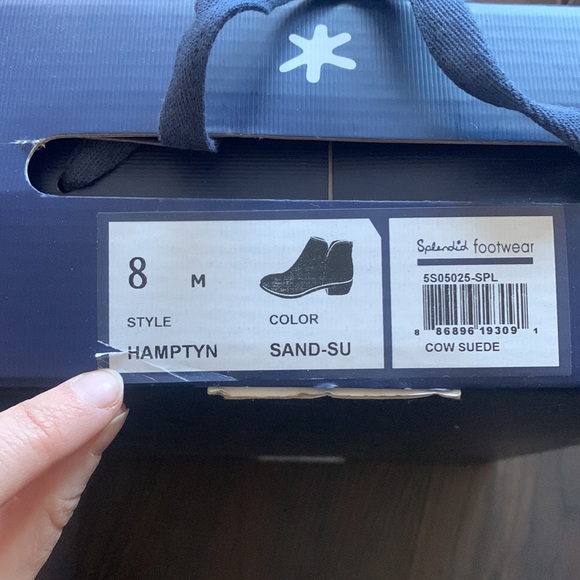 8 M
STYLE COLOR
HAMPTYN SAND-SU
Splendid footwear
5S05025-SPL
8 86896 19309 1
COW SUEDE